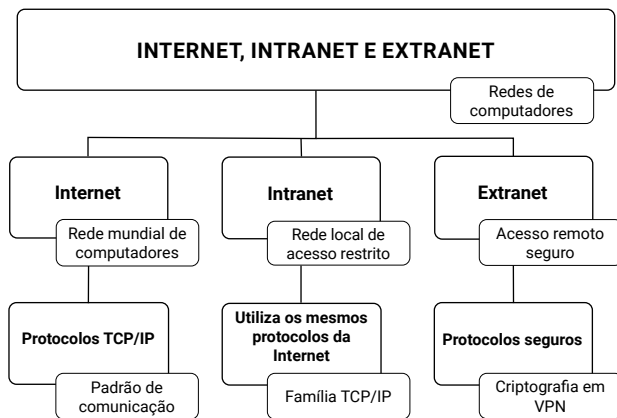 INTERNET, INTRANET E EXTRANET
Redes de
computadores
Internet
Rede mundial de
computadores
Intranet
Rede local de
acesso restrito
Extranet
Acesso remoto
seguro
Protocolos TCP/IP
Padrão de
comunicação
Utiliza os mesmos
protocolos da
Internet
Família TCP/IP
Protocolos seguros
Criptografia em
VPN